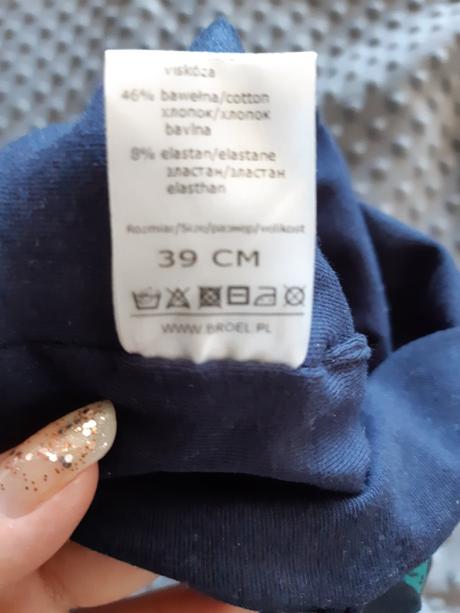 viskóza
46% bawełna/cotton
хлопок/хлопок
bavlna
8% elastan/elastane
эластан/эластан
elasthan
Rozmiar/Size/размер/velikost
39 CM
WWW.BROEL.PL